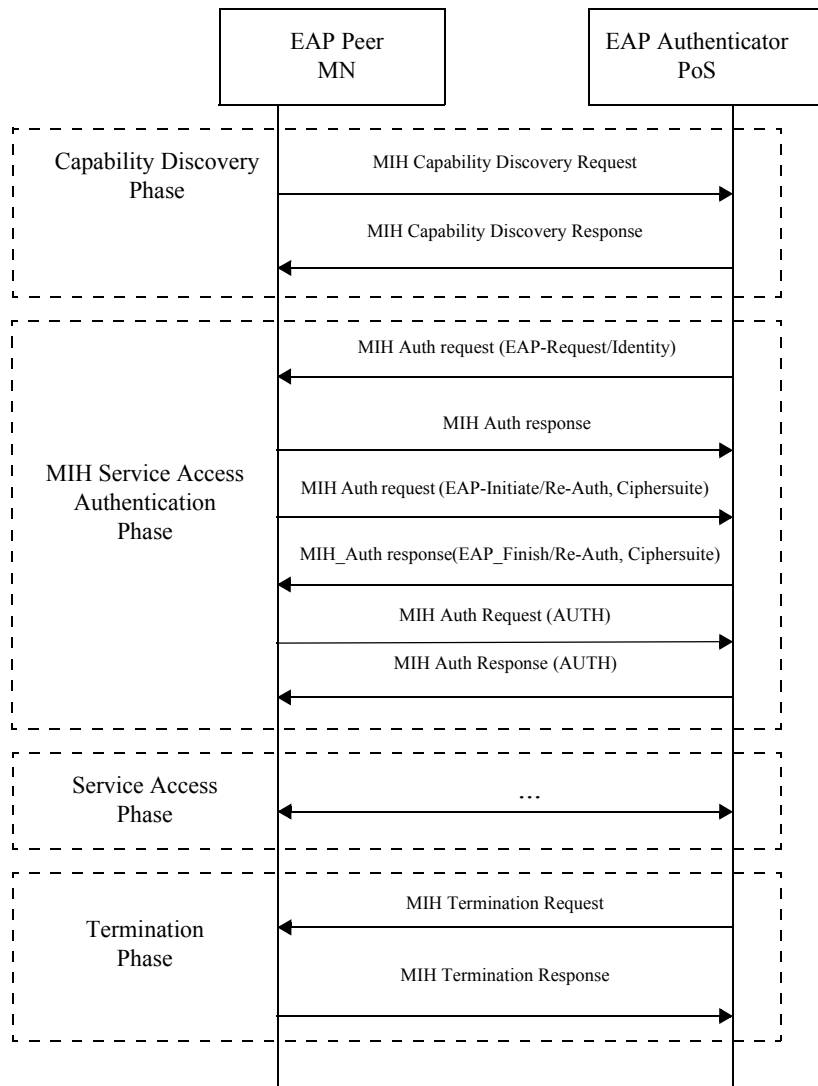 EAP Peer
MN
EAP Authenticator
PoS
Capability Discovery
Phase
MIH Capability Discovery Request
MIH Capability Discovery Response
MIH Service Access
Authentication
Phase
MIH Auth request (EAP-Request/Identity)
MIH Auth response
MIH Auth request (EAP-Initiate/Re-Auth, Ciphersuite)
MIH_Auth response(EAP_Finish/Re-Auth, Ciphersuite)
MIH Auth Request (AUTH)
MIH Auth Response (AUTH)
Service Access
Phase
...
Termination
Phase
MIH Termination Request
MIH Termination Response